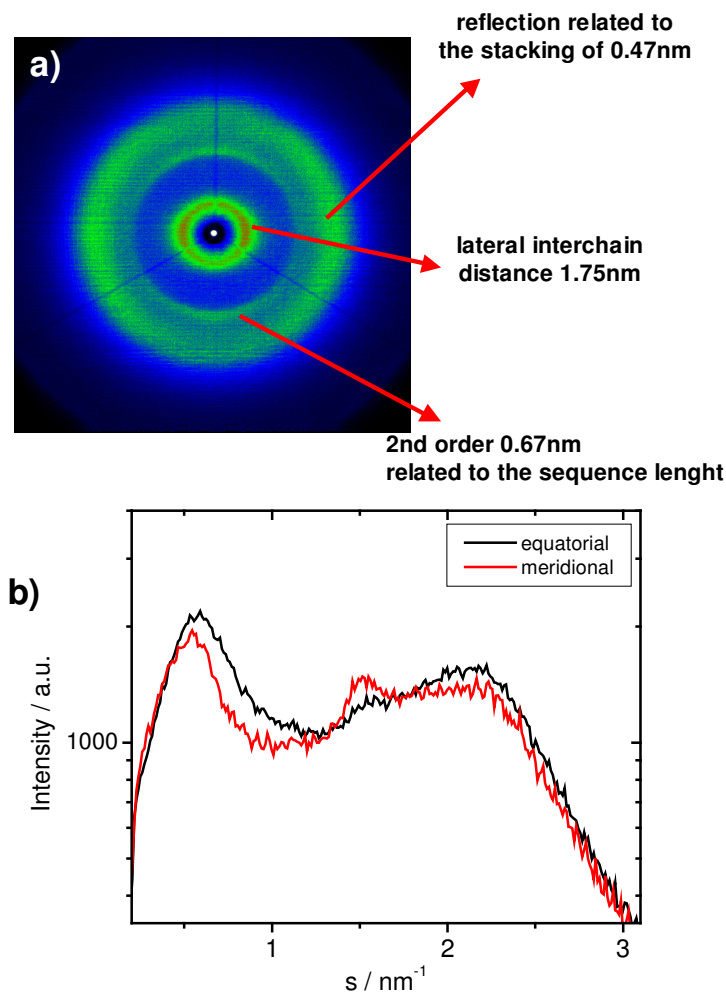 a)
reflection related to
the stacking of 0.47nm
lateral interchain
distance 1.75nm
2nd order 0.67nm
related to the sequence lenght
b)
equatorial
meridional
1000
Intensity / a.u.
1 2 3
s / nm⁻¹